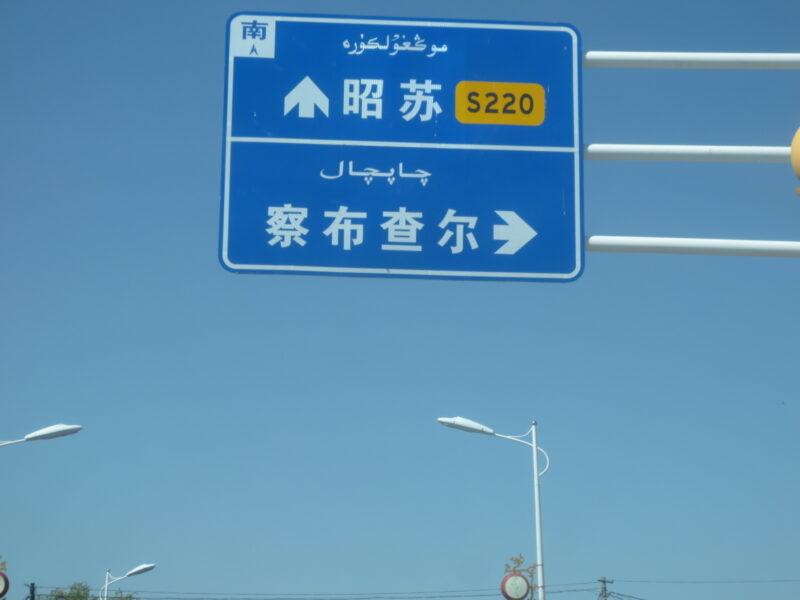 南
موڭغۇلكۈرە
昭苏 S220
چاپچال
察布查尔